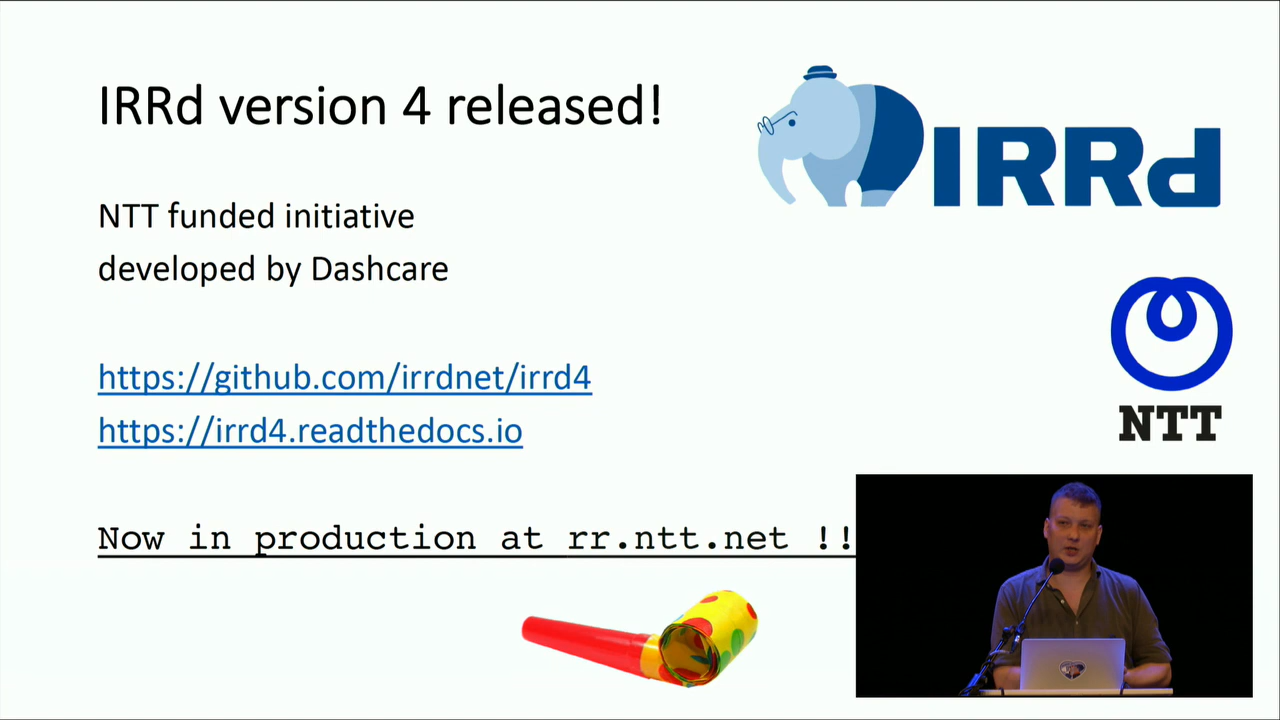 IRRd version 4 released!
IRRd
NTT funded initiative
developed by Dashcare
https://github.com/irrdnet/irrd4
https://irrd4.readthedocs.io
NTT
Now in production at rr.ntt.net !!